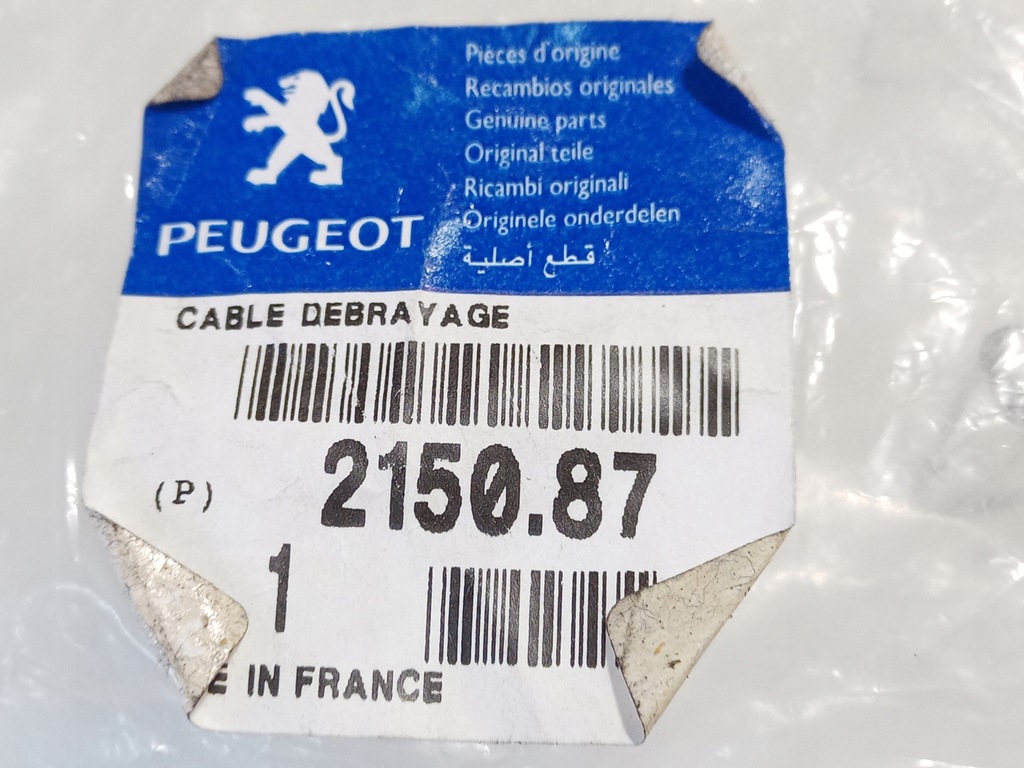 Pièces d'origine
Recambios originales
Genuine parts
Original teile
Ricambi originali
Originele onderdelen
قطع أصلية
PEUGEOT
CABLE DEBRAYAGE
(P) 2150.87
1
E IN FRANCE